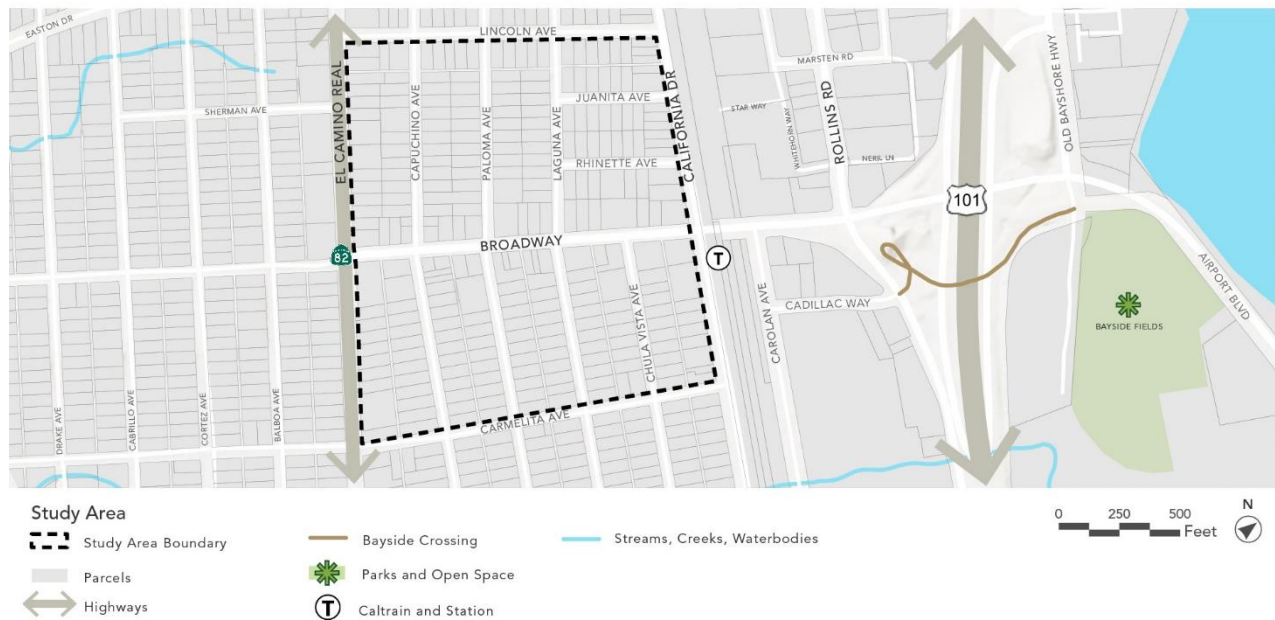 EASTON DR
LINCOLN AVE
MARSTEN RD
OLD BAYSHORE HWY
EL CAMINO REAL
SHERMAN AVE
CAPUCHINO AVE
PALOMA AVE
LAGUNA AVE
JUANITA AVE
CALIFORNIA DR
STAR WAY
WHITEHORN WAY
ROLLINS RD
RHINETTE AVE
NERIL LN
101
BROADWAY
82
T
CHULA VISTA AVE
CAROLAN AVE
CADILLAC WAY
AIRPORT BLVD
BAYSIDE FIELDS
DRAKE AVE
CABRILLO AVE
CORTEZ AVE
BALBOA AVE
CARMELITA AVE
Study Area
Study Area Boundary
Parcels
Highways
Bayside Crossing
Parks and Open Space
T
Caltrain and Station
Streams, Creeks, Waterbodies
0 250 500
Feet
N